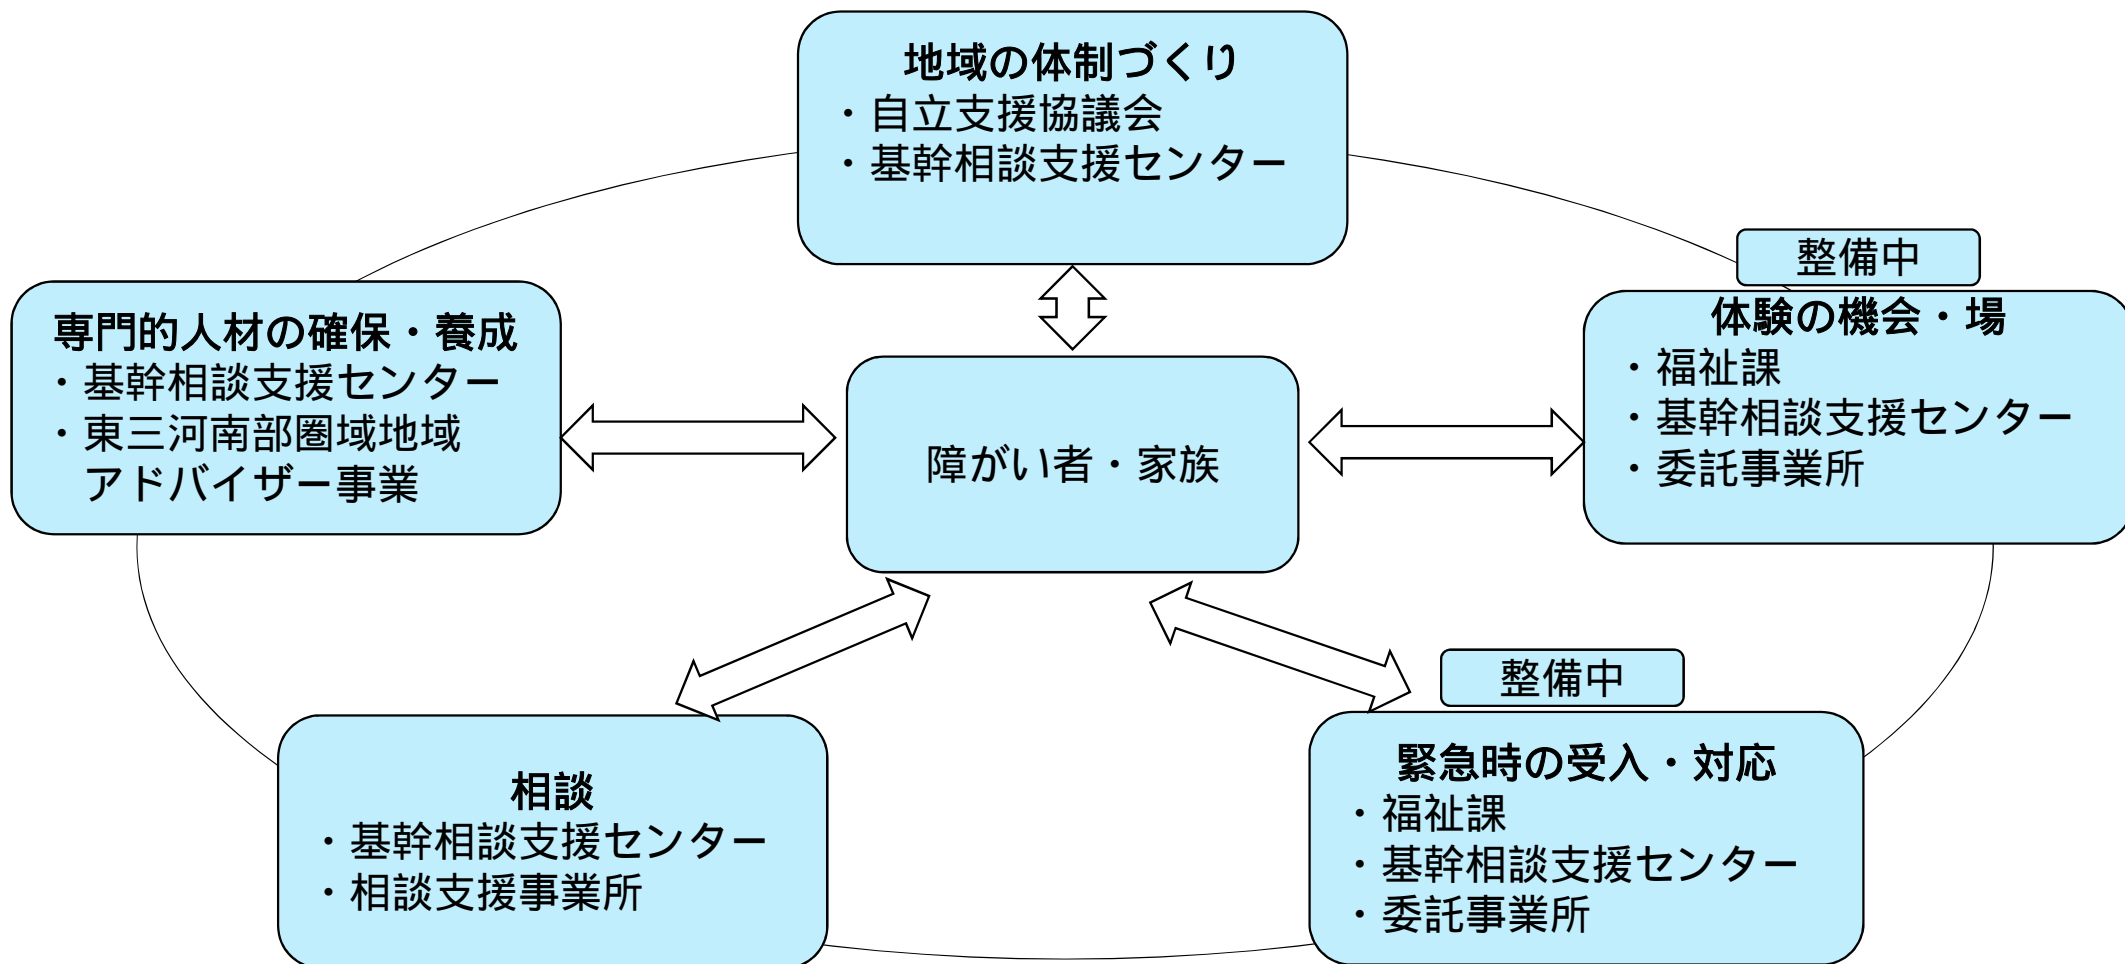 地域の体制づくり
・自立支援協議会
・基幹相談支援センター
専門的人材の確保・養成
・基幹相談支援センター
・東三河南部圏域地域
アドバイザー事業
障がい者・家族
整備中
体験の機会・場
・福祉課
・基幹相談支援センター
・委託事業所
相談
・基幹相談支援センター
・相談支援事業所
整備中
緊急時の受入・対応
・福祉課
・基幹相談支援センター
・委託事業所